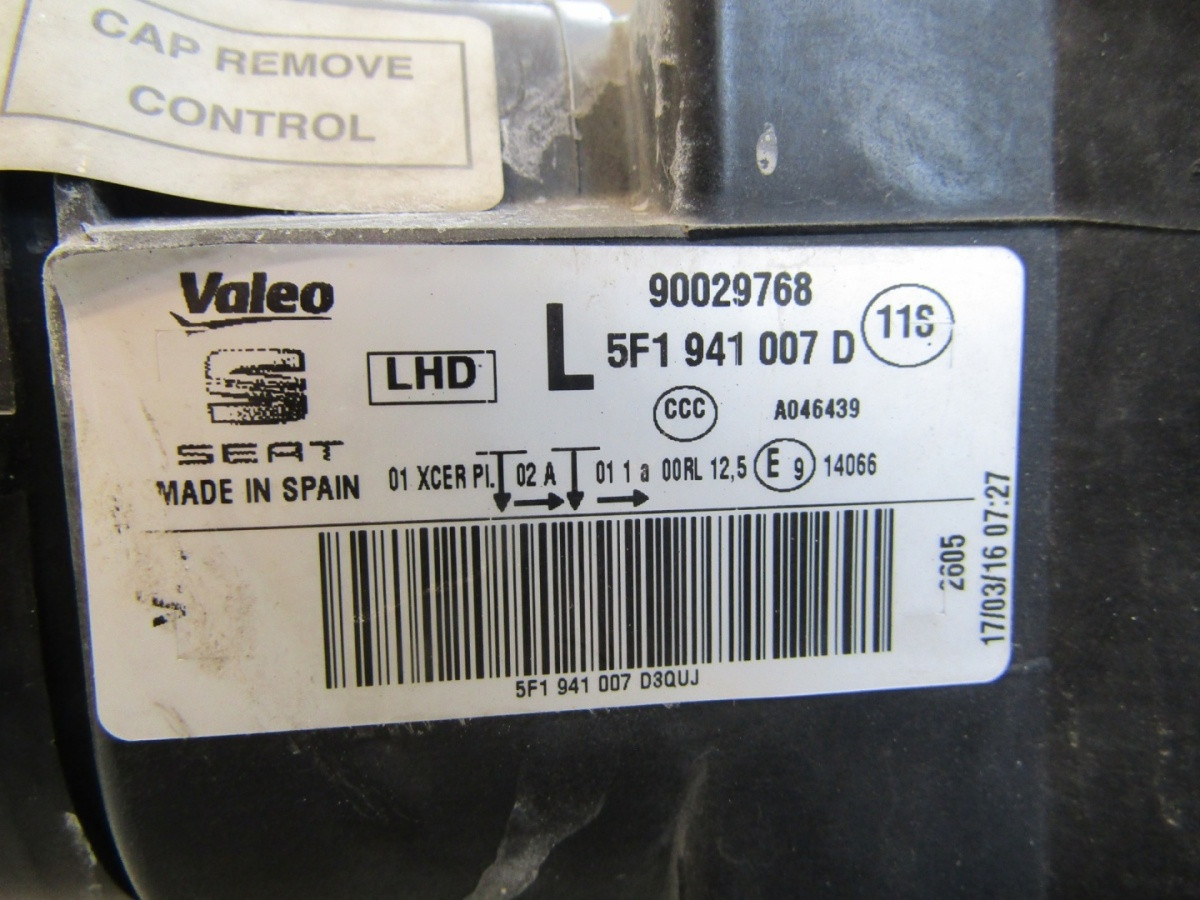 CAP REMOVE
CONTROL
Valeo
LHD
L
90029768
5F1 941 007 D
11S
CCC
A046439
SEAT
MADE IN SPAIN
01 XCER PL 02 A 01 1 a 00RL 12,5 E 9 14066
V
5F1 941 007 D3QUJ
2605
17/03/16 07:27